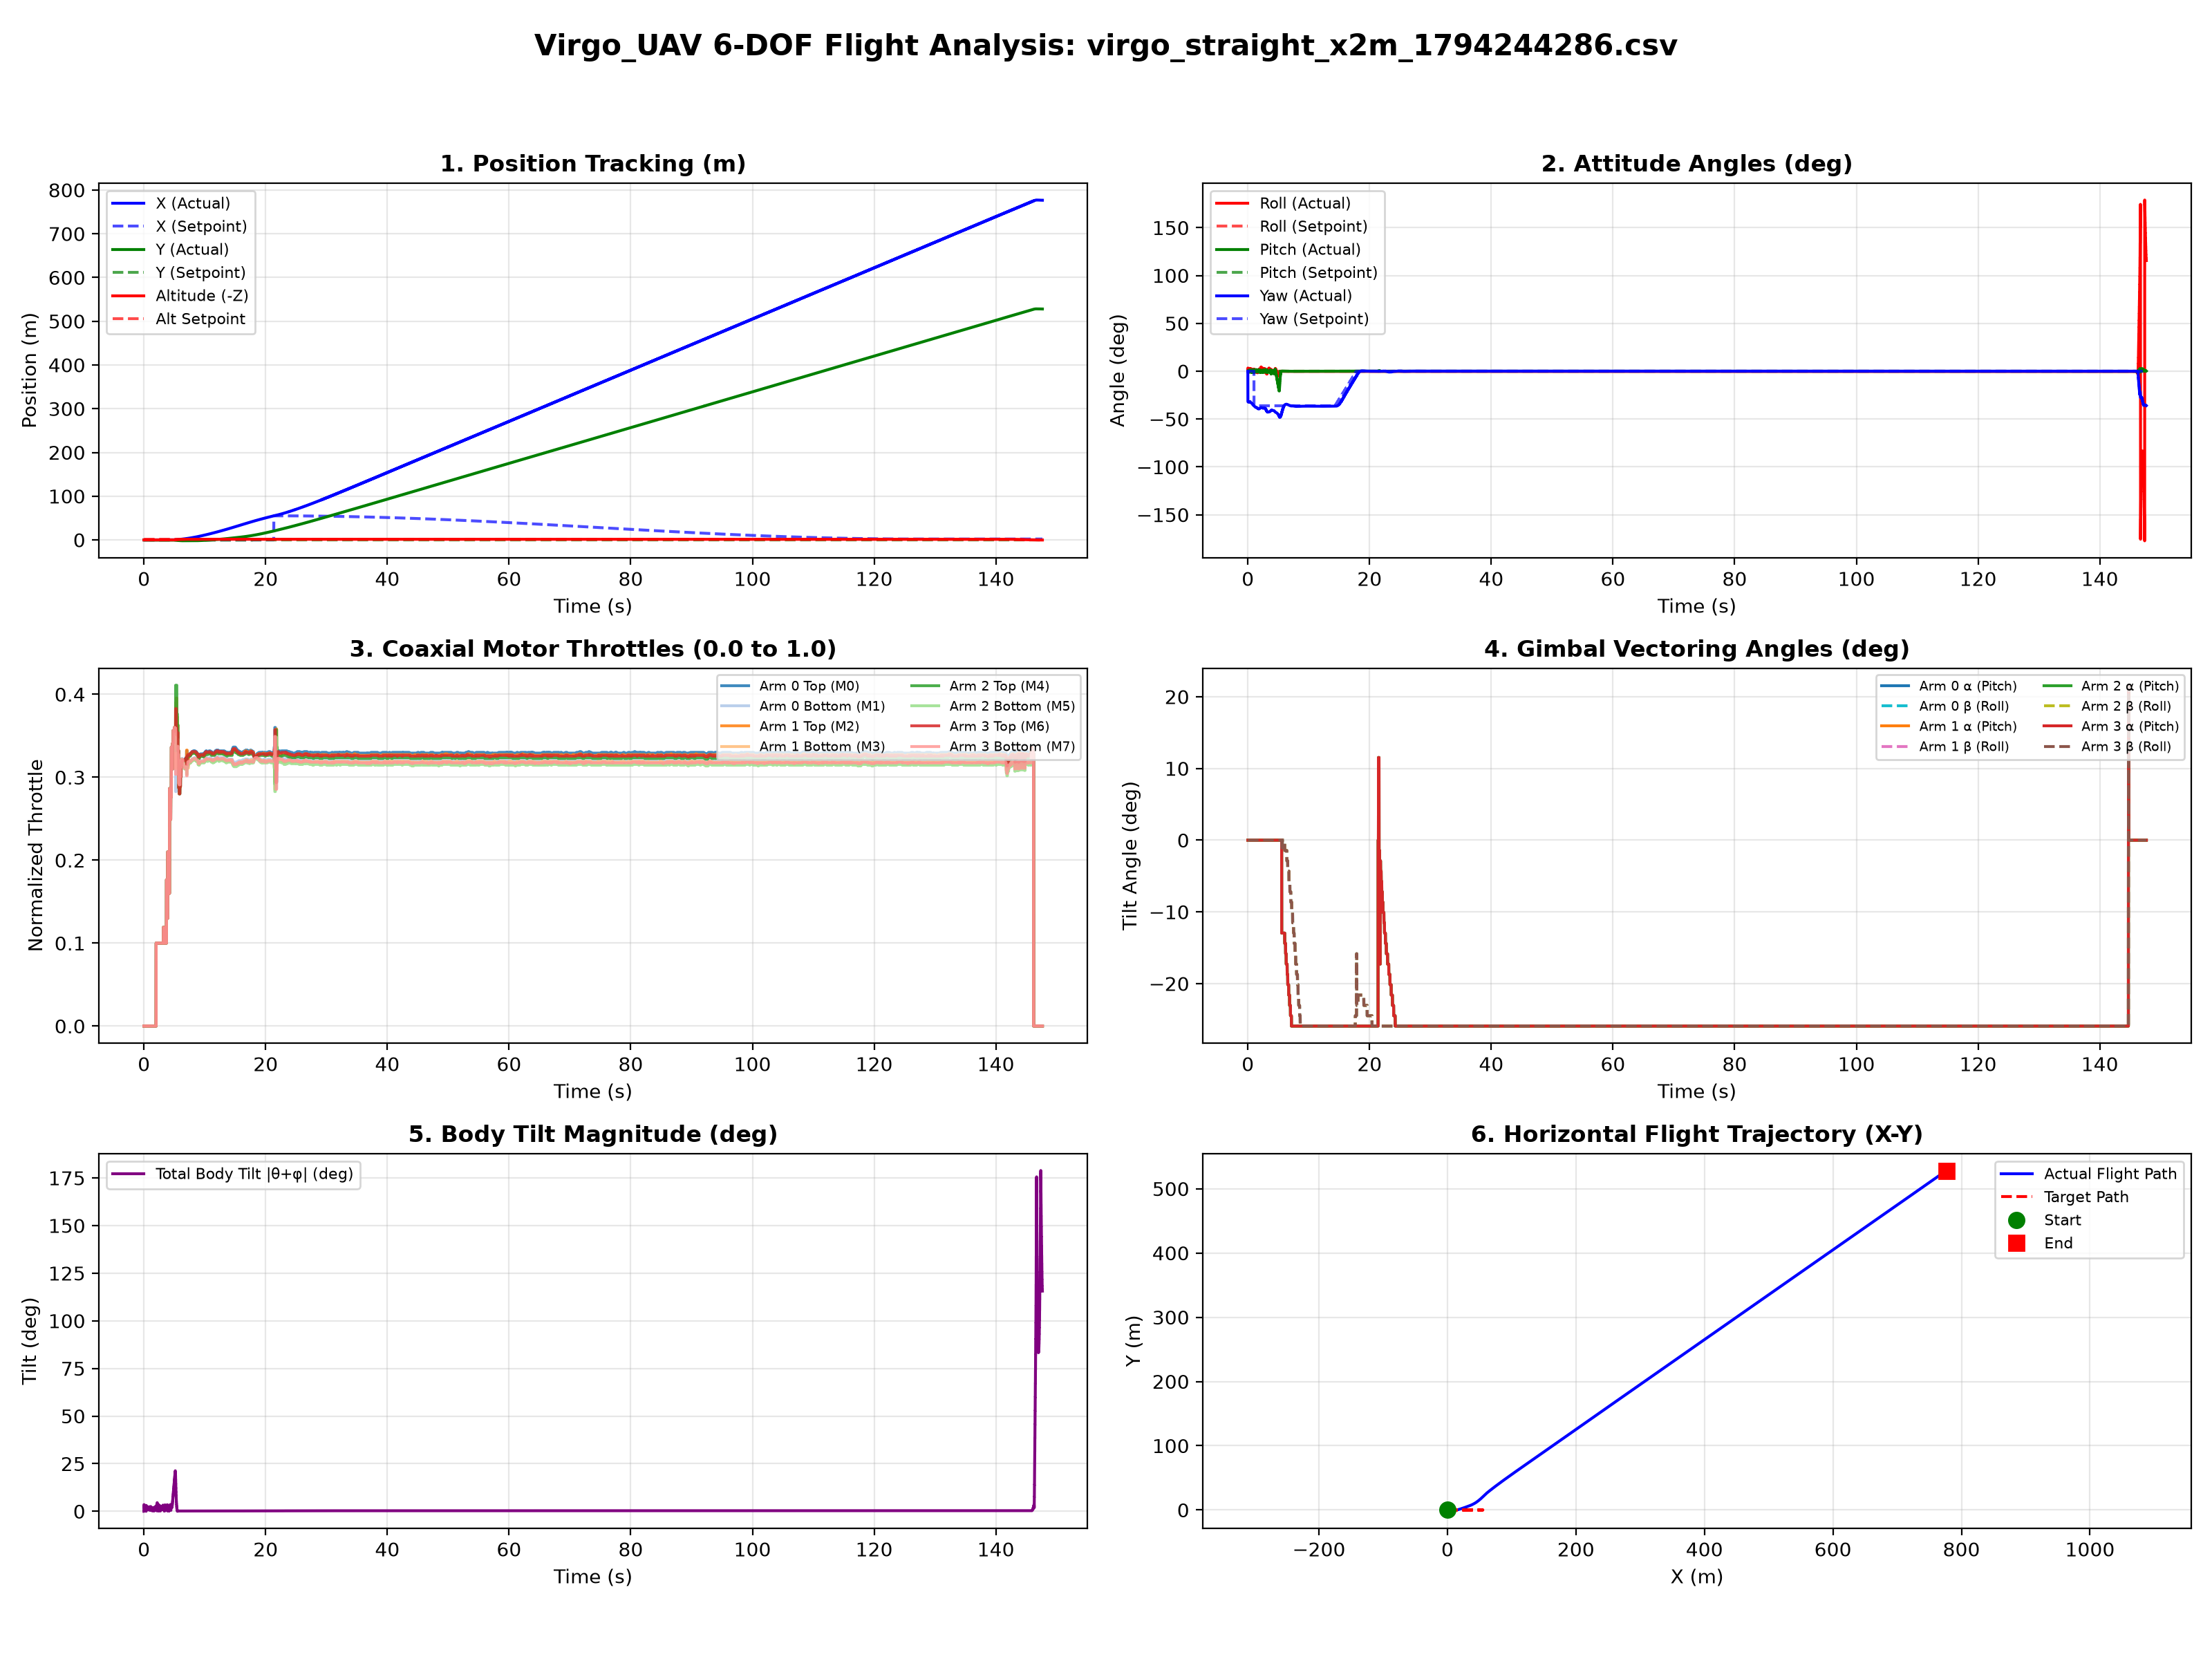 Virgo_UAV 6-DOF Flight Analysis: virgo_straight_x2m_1794244286.csv
1. Position Tracking (m)
Position (m)
800
700
600
500
400
300
200
100
0
X (Actual)
X (Setpoint)
Y (Actual)
Y (Setpoint)
Altitude (-Z)
Alt Setpoint
0 20 40 60 80 100 120 140
Time (s)
2. Attitude Angles (deg)
Angle (deg)
150
100
50
0
−50
−100
−150
Roll (Actual)
Roll (Setpoint)
Pitch (Actual)
Pitch (Setpoint)
Yaw (Actual)
Yaw (Setpoint)
0 20 40 60 80 100 120 140
Time (s)
3. Coaxial Motor Throttles (0.0 to 1.0)
Normalized Throttle
0.4
0.3
0.2
0.1
0.0
Arm 0 Top (M0) Arm 2 Top (M4)
Arm 0 Bottom (M1) Arm 2 Bottom (M5)
Arm 1 Top (M2) Arm 3 Top (M6)
Arm 1 Bottom (M3) Arm 3 Bottom (M7)
0 20 40 60 80 100 120 140
Time (s)
4. Gimbal Vectoring Angles (deg)
Tilt Angle (deg)
20
10
0
−10
−20
Arm 0 α (Pitch) Arm 2 α (Pitch)
Arm 0 β (Roll) Arm 2 β (Roll)
Arm 1 α (Pitch) Arm 3 α (Pitch)
Arm 1 β (Roll) Arm 3 β (Roll)
0 20 40 60 80 100 120 140
Time (s)
5. Body Tilt Magnitude (deg)
Tilt (deg)
175
150
125
100
75
50
25
0
Total Body Tilt |θ+φ| (deg)
0 20 40 60 80 100 120 140
Time (s)
6. Horizontal Flight Trajectory (X-Y)
Y (m)
500
400
300
200
100
0
Actual Flight Path
Target Path
Start
End
−200 0 200 400 600 800 1000
X (m)